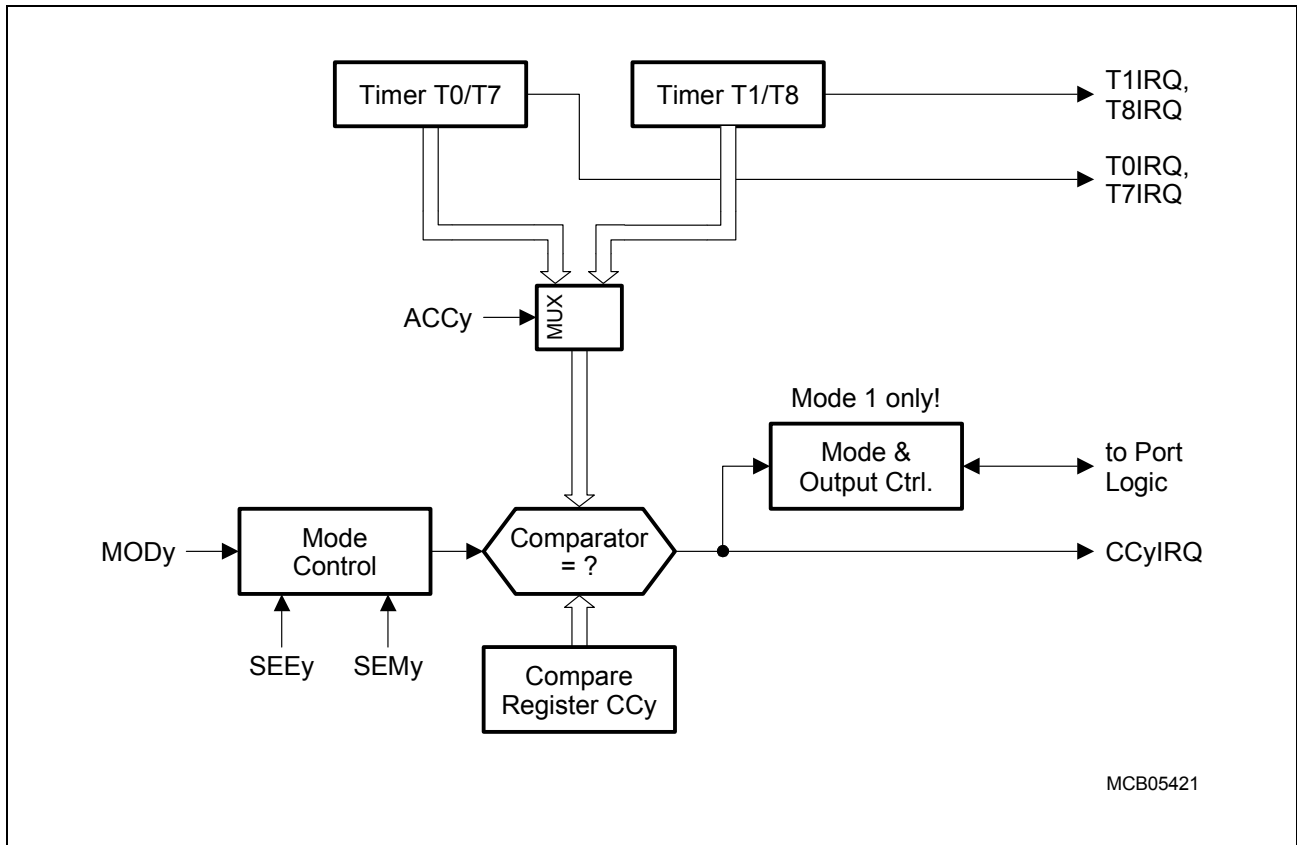 Timer T0/T7
Timer T1/T8
T1IRQ,
T8IRQ
T0IRQ,
T7IRQ
ACCy
MUX
Mode 1 only!
Mode &
Output Ctrl.
to Port
Logic
MODy
Mode
Control
Comparator
= ?
CCyIRQ
SEEy
SEMy
Compare
Register CCy
MCB05421